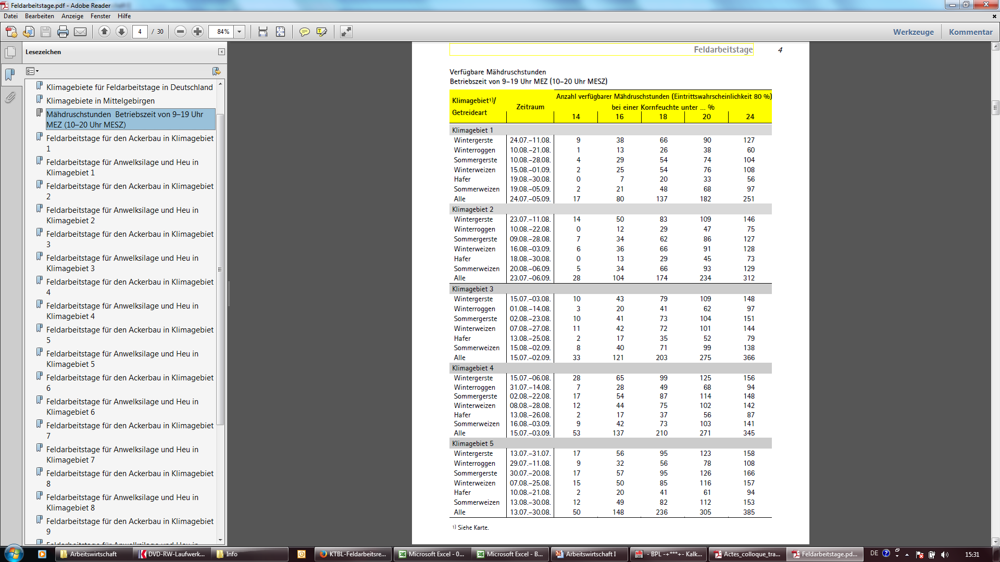 Feldarbeitstage.pdf - Adobe Reader
Datei Bearbeiten Anzeige Fenster Hilfe
4 / 30 84% Werkzeuge Kommentar
Lesezeichen
Klimagebiete für Feldarbeitstage in Deutschland
Klimagebiete in Mittelgebirgen
Mähdruschstunden Betriebszeit von 9–19 Uhr
MEZ (10–20 Uhr MESZ)
Feldarbeitstage für den Ackerbau in Klimagebiet
1
Feldarbeitstage für Anwelksilage und Heu in
Klimagebiet 1
Feldarbeitstage für den Ackerbau in Klimagebiet
2
Feldarbeitstage für Anwelksilage und Heu in
Klimagebiet 2
Feldarbeitstage für den Ackerbau in Klimagebiet
3
Feldarbeitstage für Anwelksilage und Heu in
Klimagebiet 3
Feldarbeitstage für den Ackerbau in Klimagebiet
4
Feldarbeitstage für Anwelksilage und Heu in
Klimagebiet 4
Feldarbeitstage für den Ackerbau in Klimagebiet
5
Feldarbeitstage für Anwelksilage und Heu in
Klimagebiet 5
Feldarbeitstage für den Ackerbau in Klimagebiet
6
Feldarbeitstage für Anwelksilage und Heu in
Klimagebiet 6
Feldarbeitstage für den Ackerbau in Klimagebiet
7
Feldarbeitstage für Anwelksilage und Heu in
Klimagebiet 7
Feldarbeitstage für den Ackerbau in Klimagebiet
8
Feldarbeitstage für Anwelksilage und Heu in
Klimagebiet 8
Feldarbeitstage für den Ackerbau in Klimagebiet
9
Feldarbeitstage 4
Verfügbare Mähdruschstunden
Betriebszeit von 9–19 Uhr MEZ (10–20 Uhr MESZ)
Klimagebiet¹⁾/ Zeitraum Anzahl verfügbarer Mähdruschstunden (Eintrittswahrscheinlichkeit 80 %)
Getreideart bei einer Kornfeuchte unter ... %
14 16 18 20 24
Klimagebiet 1
Wintergerste 24.07.–11.08. 9 38 66 90 127
Winterroggen 10.08.–21.08. 1 13 26 38 60
Sommergerste 10.08.–28.08. 4 29 54 74 104
Winterweizen 15.08.–01.09. 2 25 54 76 108
Hafer 19.08.–30.08. 0 7 20 33 56
Sommerweizen 19.08.–05.09. 2 21 48 68 97
Alle 24.07.–05.09. 17 80 137 182 251
Klimagebiet 2
Wintergerste 23.07.–11.08. 14 50 83 109 146
Winterroggen 10.08.–22.08. 0 12 29 47 75
Sommergerste 09.08.–28.08. 7 34 62 86 127
Winterweizen 16.08.–03.09. 6 36 66 91 128
Hafer 18.08.–30.08. 0 13 29 45 73
Sommerweizen 20.08.–06.09. 5 34 66 93 129
Alle 23.07.–06.09. 28 104 174 234 312
Klimagebiet 3
Wintergerste 15.07.–03.08. 10 43 79 109 148
Winterroggen 01.08.–14.08. 3 20 41 62 97
Sommergerste 02.08.–23.08. 10 41 73 104 151
Winterweizen 07.08.–27.08. 11 42 72 101 144
Hafer 13.08.–25.08. 2 17 35 52 79
Sommerweizen 15.08.–02.09. 8 40 71 99 138
Alle 15.07.–02.09. 33 121 203 275 366
Klimagebiet 4
Wintergerste 15.07.–06.08. 28 65 99 125 156
Winterroggen 31.07.–14.08. 7 28 49 68 94
Sommergerste 02.08.–22.08. 17 54 87 114 148
Winterweizen 08.08.–28.08. 12 44 75 102 142
Hafer 13.08.–26.08. 2 17 37 56 87
Sommerweizen 16.08.–03.09. 9 42 73 103 141
Alle 15.07.–03.09. 53 137 210 271 345
Klimagebiet 5
Wintergerste 13.07.–31.07. 17 56 95 123 158
Winterroggen 29.07.–11.08. 9 32 56 78 108
Sommergerste 30.07.–20.08. 17 57 95 126 166
Winterweizen 07.08.–25.08. 15 50 85 116 157
Hafer 10.08.–21.08. 2 20 41 61 94
Sommerweizen 13.08.–30.08. 12 49 82 112 153
Alle 13.07.–30.08. 50 148 236 305 385
¹⁾ Siehe Karte.
Arbeitswirtschaft DVD-RW-Laufwerk... Info KTBL-Feldarbeitsre... Microsoft Excel - 0... Microsoft Excel - B... Arbeitswirtschaft I - BPL -+***+- Kalk... Actes_colloque_tra... Feldarbeitstage.pd... DE 15:31